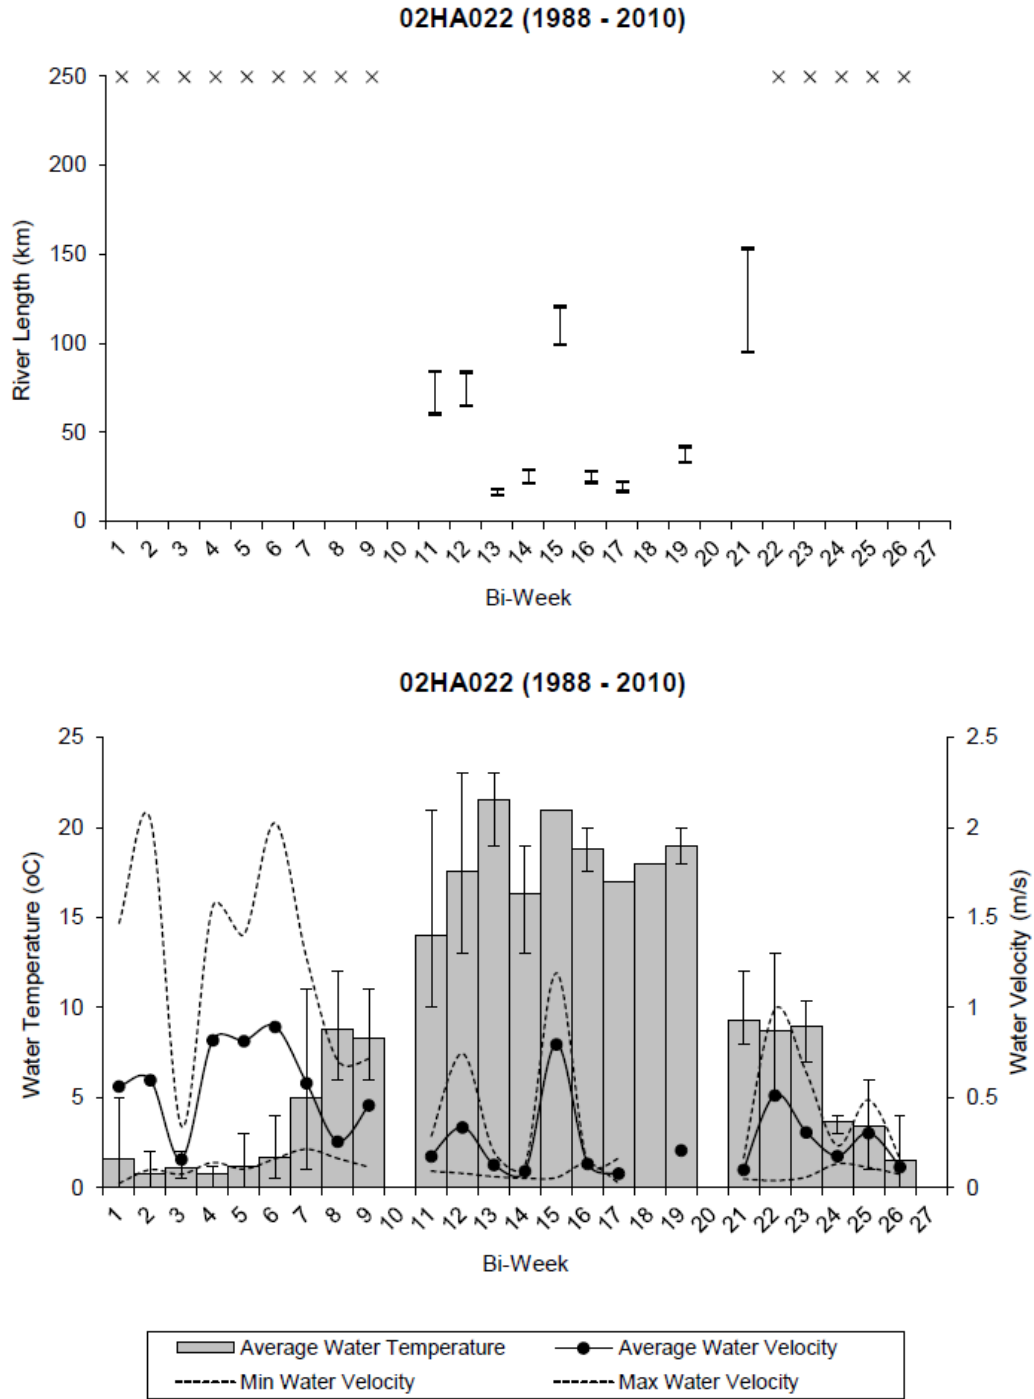 02HA022 (1988 - 2010)
250
200
150
100
50
0
River Length (km)
1 2 3 4 5 6 7 8 9 10 11 12 13 14 15 16 17 18 19 20 21 22 23 24 25 26 27
Bi-Week
02HA022 (1988 - 2010)
25 2.5
20 2
15 1.5
10 1
5 0.5
0 0
Water Temperature (oC)
Water Velocity (m/s)
1 2 3 4 5 6 7 8 9 10 11 12 13 14 15 16 17 18 19 20 21 22 23 24 25 26 27
Bi-Week
Average Water Temperature Average Water Velocity
Min Water Velocity Max Water Velocity